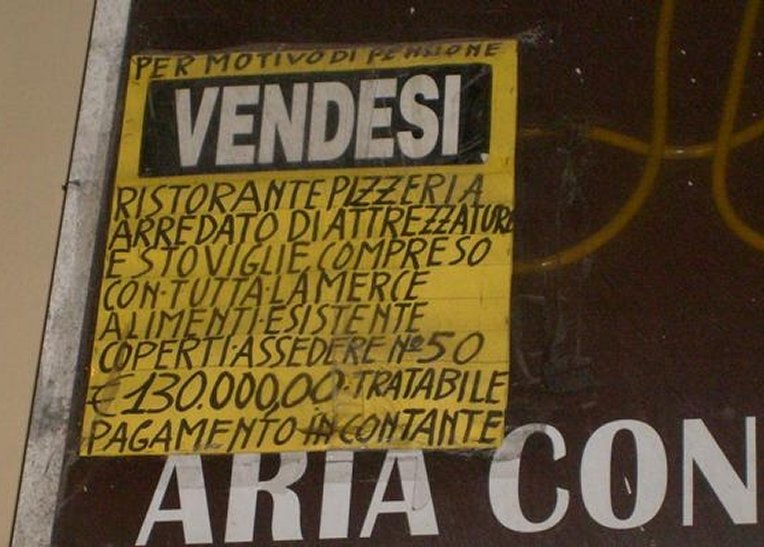 PER MOTIVO DI PENSIONE
VENDESI
RISTORANTE PIZZERIA
ARREDATO DI ATTREZZATURE
E STOVIGLIE COMPRESO
CON·TUTTA·LA MERCE
ALIMENTI·ESISTENTE
COPERTI·ASSEDERE Nº50
€ 130.000,00·TRATABILE
PAGAMENTO IN CONTANTE
ARIA CON